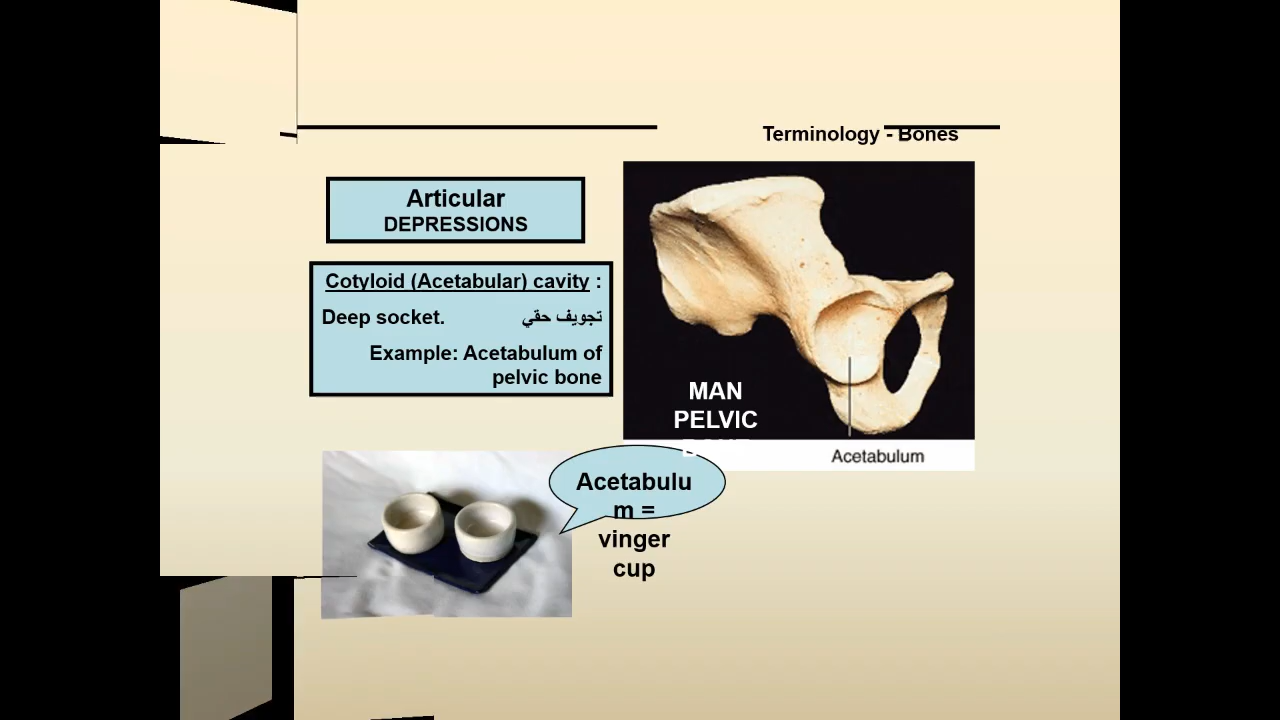 Terminology - Bones
Articular
DEPRESSIONS
Cotyloid (Acetabular) cavity :
Deep socket. تجويف حقي
Example: Acetabulum of
pelvic bone
MAN
PELVIC
Acetabulum
Acetabulu
m =
vinger
cup